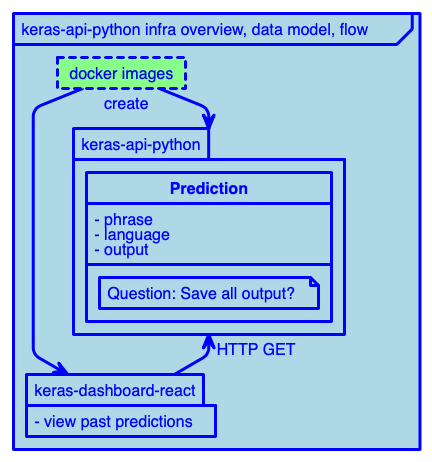 keras-api-python infra overview, data model, flow
docker images
create
keras-api-python
Prediction
- phrase
- language
- output
Question: Save all output?
HTTP GET
keras-dashboard-react
- view past predictions